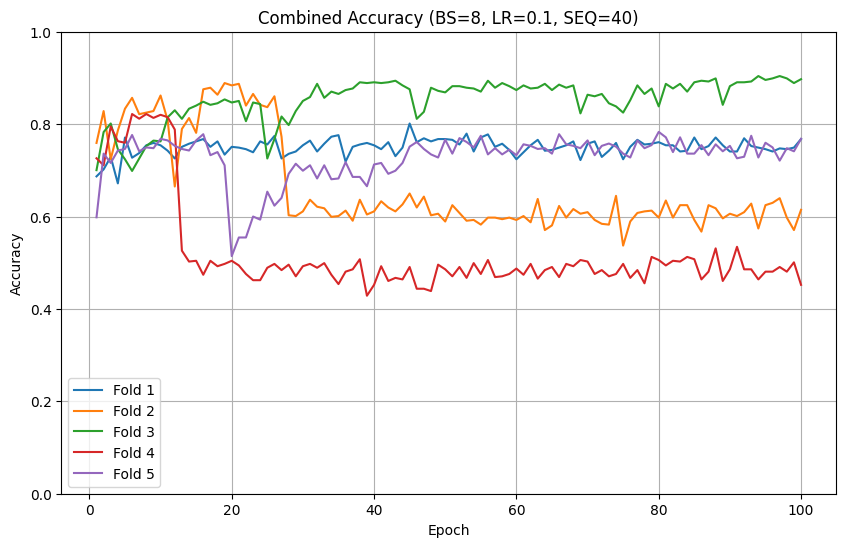 Combined Accuracy (BS=8, LR=0.1, SEQ=40)
Accuracy
1.0
0.8
0.6
0.4
0.2
0.0
Fold 1
Fold 2
Fold 3
Fold 4
Fold 5
0 20 40 60 80 100
Epoch